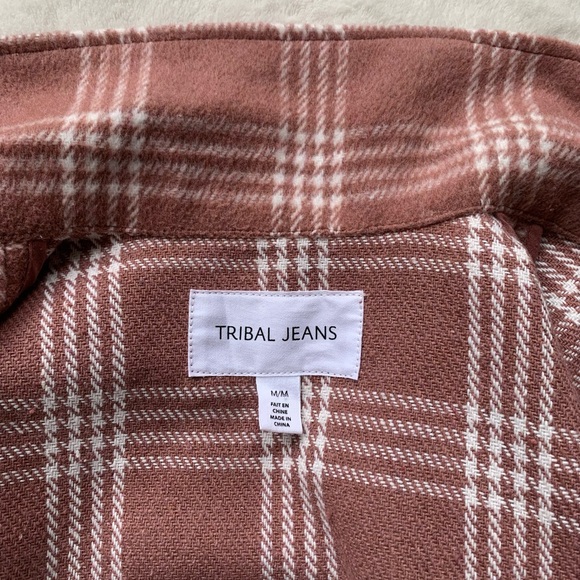 TRIBAL JEANS
M/M
FAIT EN
CHINE
MADE IN
CHINA